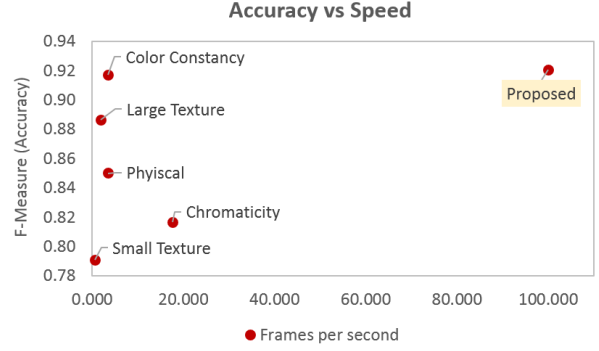 Accuracy vs Speed
F-Measure (Accuracy)
0.94
0.92
0.90
0.88
0.86
0.84
0.82
0.80
0.78
Color Constancy
Large Texture
Phyiscal
Chromaticity
Small Texture
Proposed
0.000 20.000 40.000 60.000 80.000 100.000
Frames per second